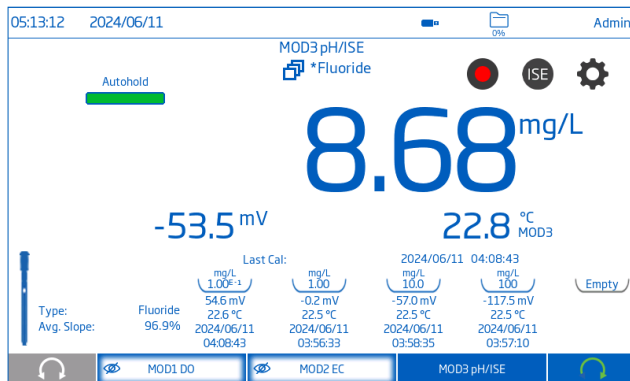 05:13:12 2024/06/11 0% Admin
MOD3 pH/ISE
*Fluoride
Autohold
ISE
8.68 mg/L
-53.5 mV 22.8 °C MOD3
Last Cal: 2024/06/11 04:08:43
mg/L mg/L mg/L mg/L
1.00E-1 1.00 10.0 100 Empty
54.6 mV -0.2 mV -57.0 mV -117.5 mV
Type: Fluoride 22.6 °C 22.5 °C 22.5 °C 22.5 °C
Avg. Slope: 96.9% 2024/06/11 2024/06/11 2024/06/11 2024/06/11
04:08:43 03:56:33 03:58:35 03:57:10
MOD1 DO MOD2 EC MOD3 pH/ISE